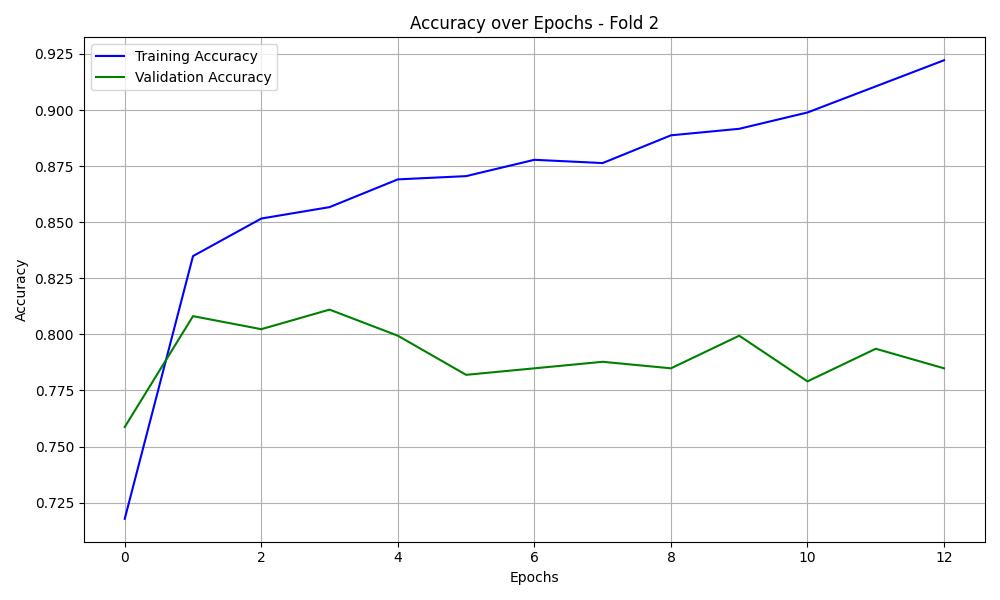 Accuracy over Epochs - Fold 2
Training Accuracy
Validation Accuracy
0.925
0.900
0.875
0.850
0.825
0.800
0.775
0.750
0.725
Accuracy
0 2 4 6 8 10 12
Epochs